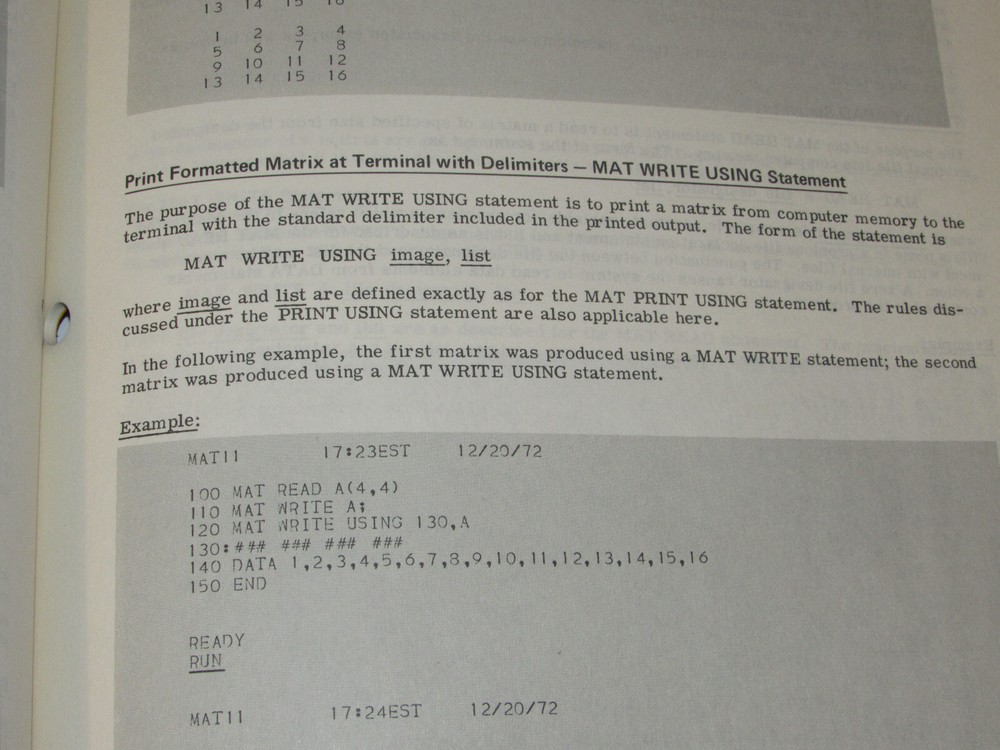 13 14 15 16
1 2 3 4
5 6 7 8
9 10 11 12
13 14 15 16
Print Formatted Matrix at Terminal with Delimiters – MAT WRITE USING Statement
The purpose of the MAT WRITE USING statement is to print a matrix from computer memory to the
terminal with the standard delimiter included in the printed output. The form of the statement is
MAT WRITE USING image, list
where image and list are defined exactly as for the MAT PRINT USING statement. The rules dis-
cussed under the PRINT USING statement are also applicable here.
In the following example, the first matrix was produced using a MAT WRITE statement; the second
matrix was produced using a MAT WRITE USING statement.
Example:
MAT11 17:23EST 12/20/72
100 MAT READ A(4,4)
110 MAT WRITE A;
120 MAT WRITE USING 130,A
130:### ### ### ###
140 DATA 1,2,3,4,5,6,7,8,9,10,11,12,13,14,15,16
150 END
READY
RUN
MAT11 17:24EST 12/20/72